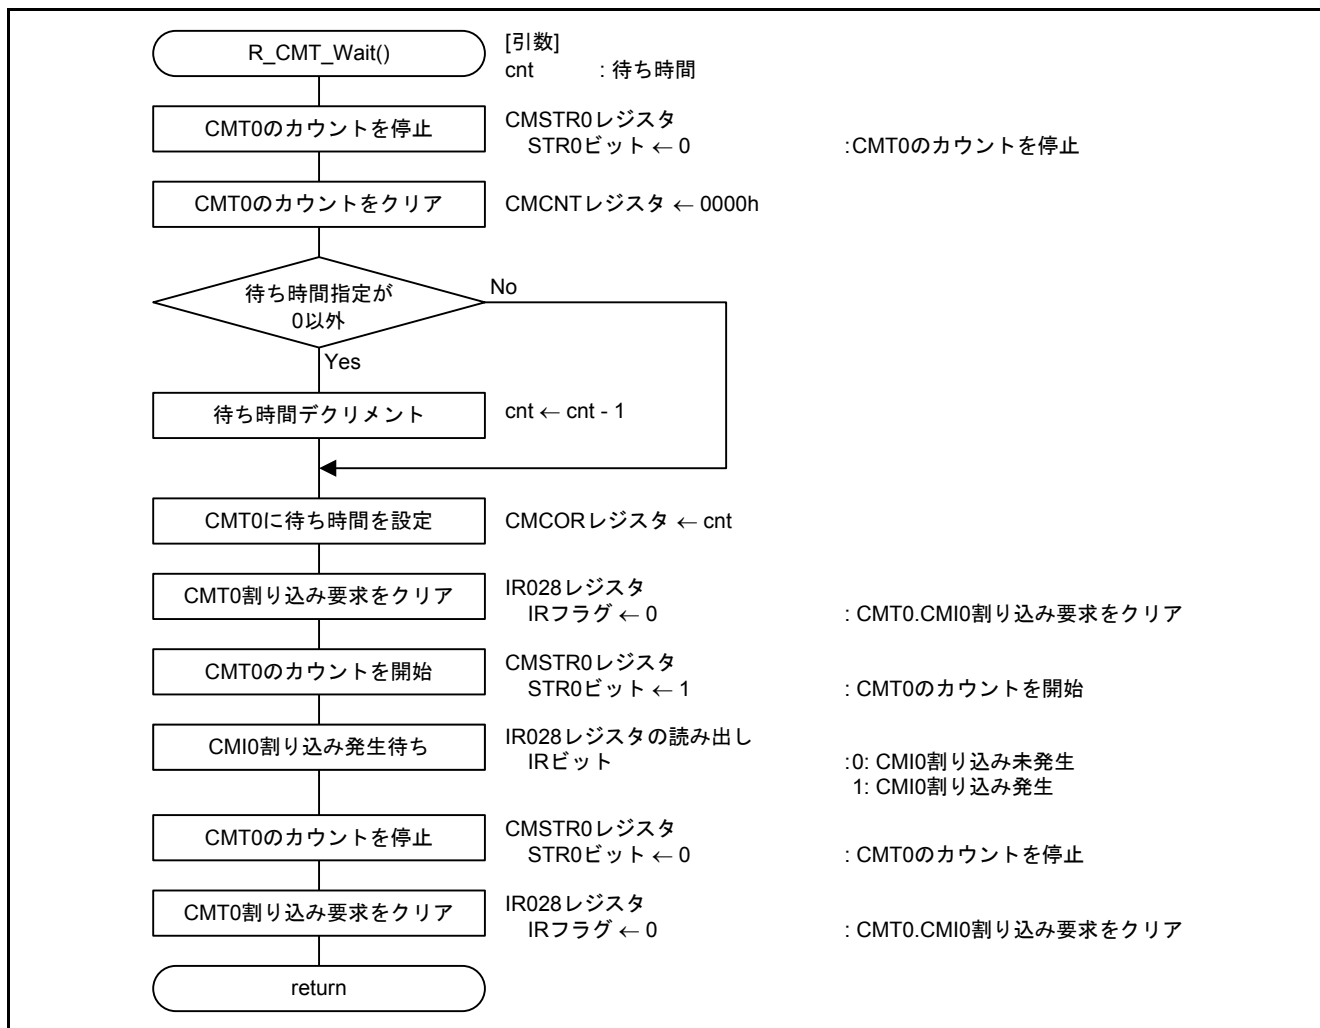 R_CMT_Wait()
[引数]
cnt : 待ち時間
CMT0のカウントを停止
CMSTR0レジスタ
STR0ビット ← 0 :CMT0のカウントを停止
CMT0のカウントをクリア
CMCNTレジスタ ← 0000h
待ち時間指定が
0以外
No
Yes
待ち時間デクリメント
cnt ← cnt - 1
CMT0に待ち時間を設定
CMCORレジスタ ← cnt
CMT0割り込み要求をクリア
IR028レジスタ
IRフラグ ← 0 : CMT0.CMI0割り込み要求をクリア
CMT0のカウントを開始
CMSTR0レジスタ
STR0ビット ← 1 : CMT0のカウントを開始
CMI0割り込み発生待ち
IR028レジスタの読み出し
IRビット :0: CMI0割り込み未発生
1: CMI0割り込み発生
CMT0のカウントを停止
CMSTR0レジスタ
STR0ビット ← 0 : CMT0のカウントを停止
CMT0割り込み要求をクリア
IR028レジスタ
IRフラグ ← 0 : CMT0.CMI0割り込み要求をクリア
return